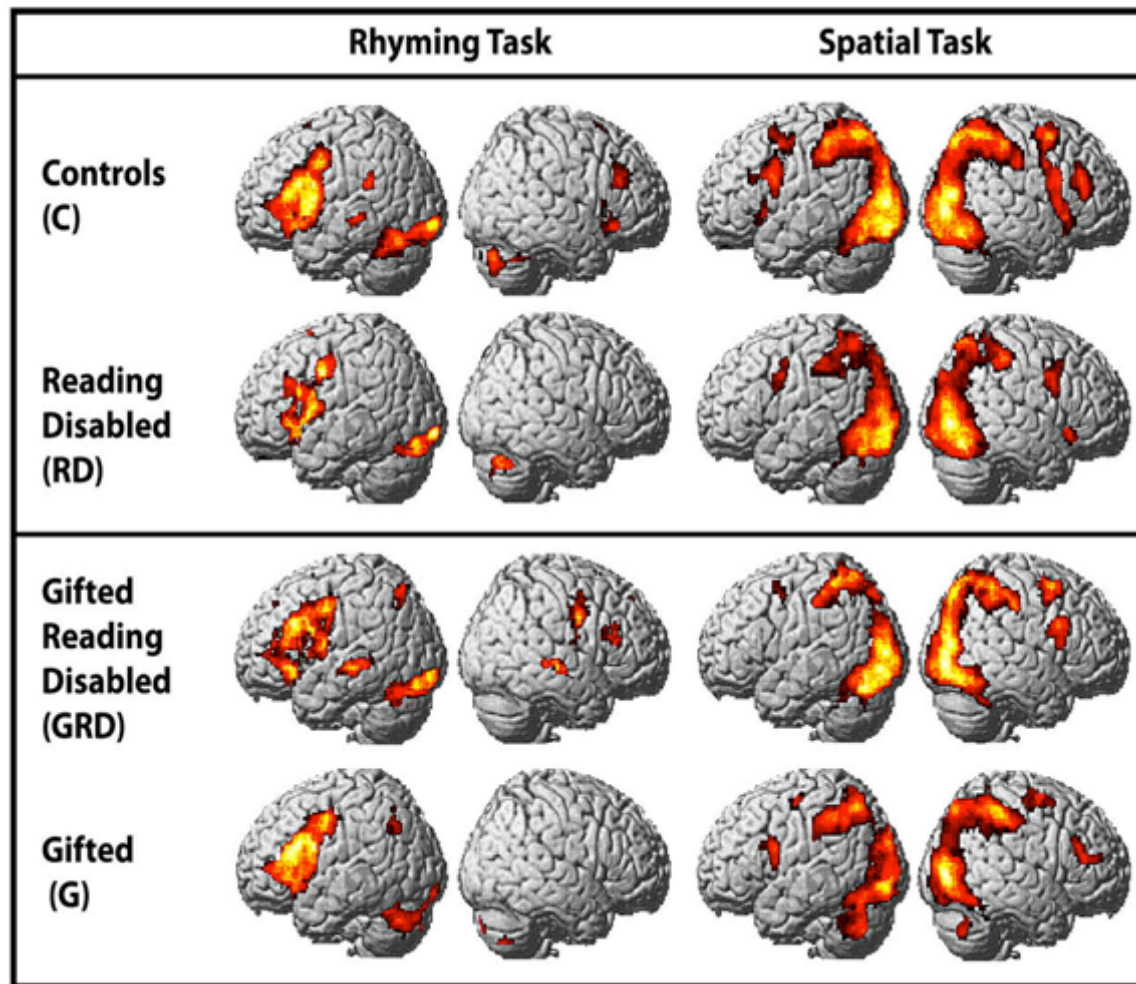 Rhyming Task
Spatial Task
Controls
(C)
Reading
Disabled
(RD)
Gifted
Reading
Disabled
(GRD)
Gifted
(G)